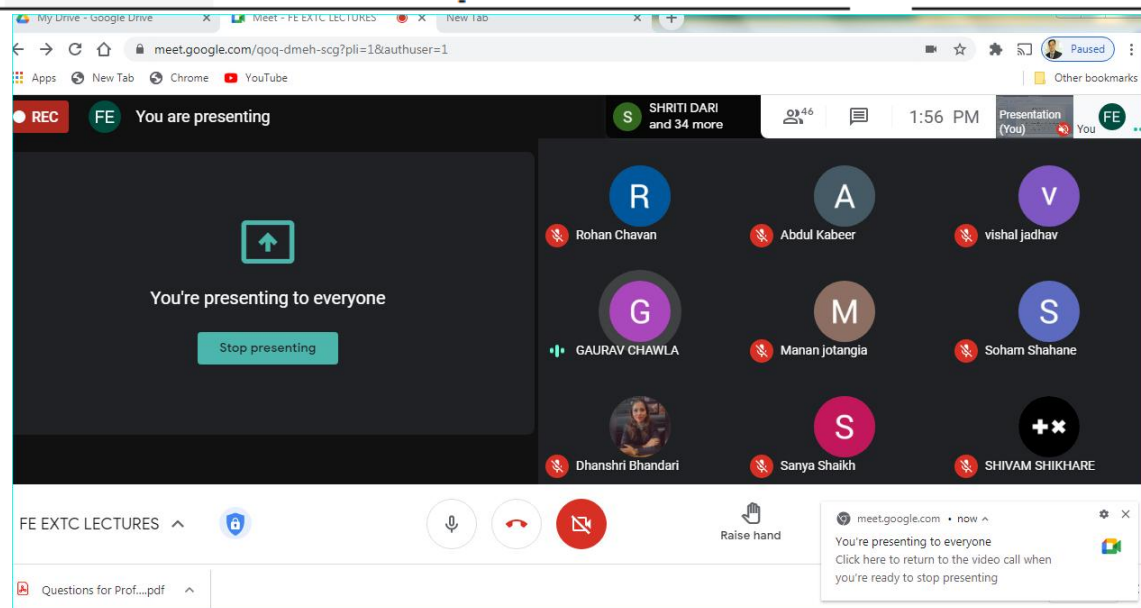 My Drive - Google Drive
Meet - FE EXTC LECTURES
New Tab
meet.google.com/qoq-dmeh-scg?pli=1&authuser=1
Paused
Apps
New Tab
Chrome
YouTube
Other bookmarks
REC
FE
You are presenting
S
SHRITI DARI
and 34 more
46
1:56 PM
Presentation
(You)
You
FE
You're presenting to everyone
Stop presenting
R
Rohan Chavan
A
Abdul Kabeer
V
vishal jadhav
G
GAURAV CHAWLA
M
Manan jotangia
S
Soham Shahane
Dhanshri Bhandari
S
Sanya Shaikh
SHIVAM SHIKHARE
FE EXTC LECTURES
Raise hand
meet.google.com • now
You're presenting to everyone
Click here to return to the video call when
you're ready to stop presenting
Questions for Prof....pdf